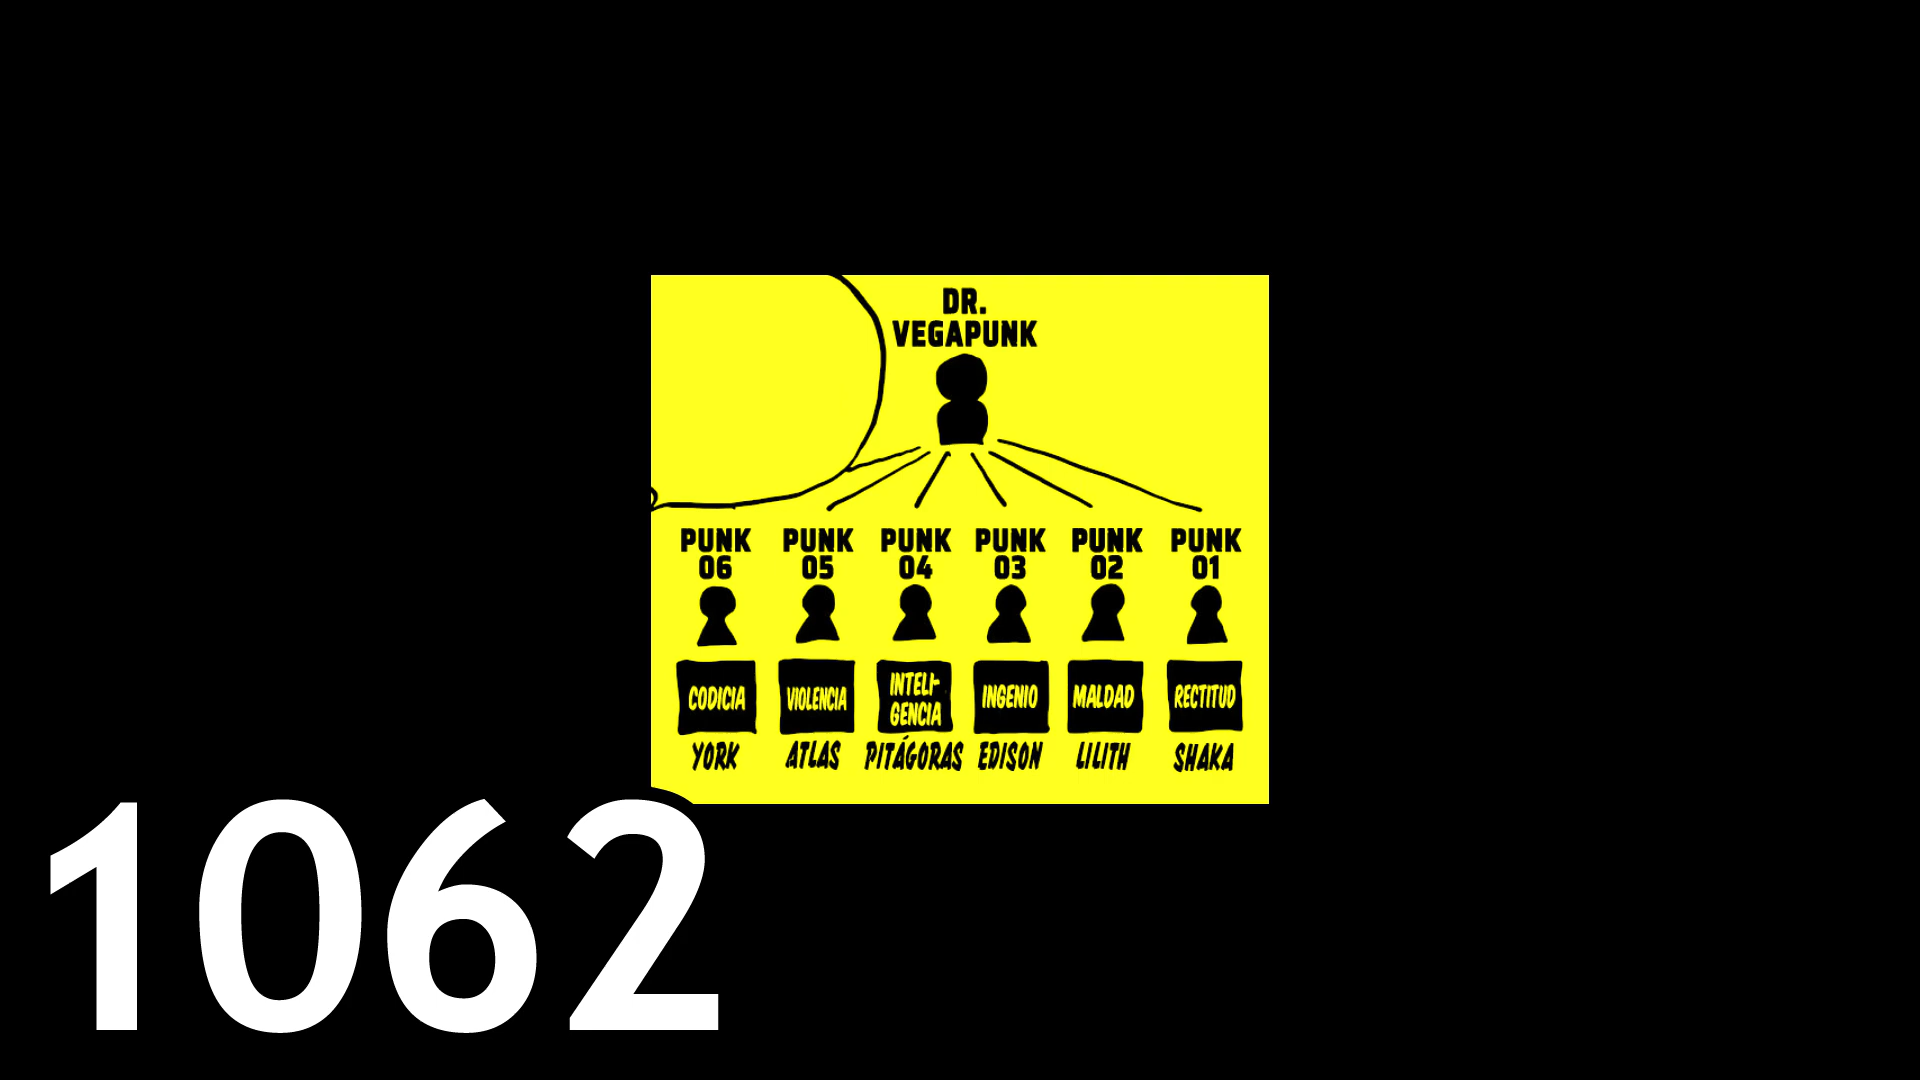 DR.
VEGAPUNK
PUNK 06
PUNK 05
PUNK 04
PUNK 03
PUNK 02
PUNK 01
CODICIA
VIOLENCIA
INTELI-
GENCIA
INGENIO
MALDAD
RECTITUD
YORK
ATLAS
PITÁGORAS
EDISON
LILITH
SHAKA
1062